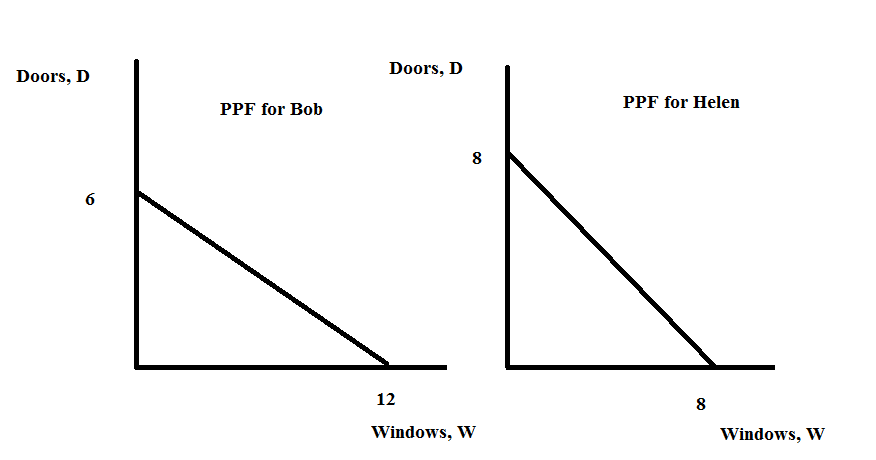 Doors, D
PPF for Bob
6
12
Windows, W
Doors, D
PPF for Helen
8
8
Windows, W